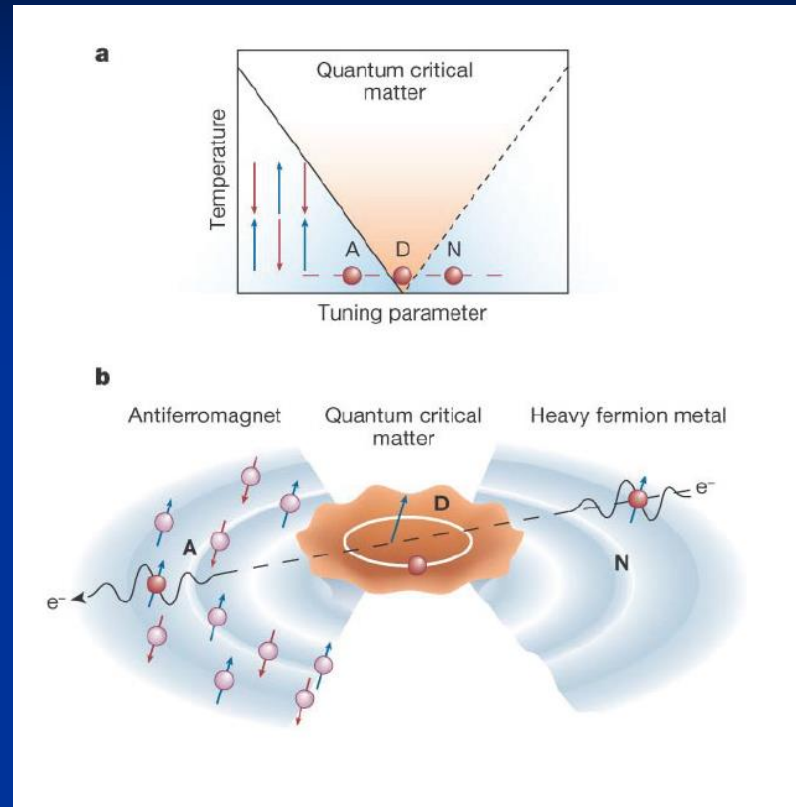 a
Quantum critical
matter
Temperature
A D N
Tuning parameter
b
Antiferromagnet
Quantum critical
matter
Heavy fermion metal
D
e⁻
A
N
e⁻